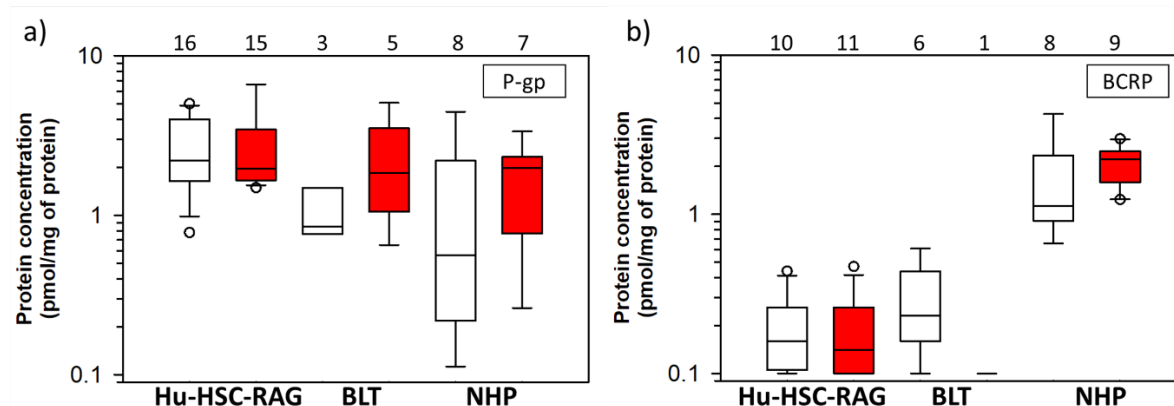 a)
16 15 3 5 8 7
P-gp
10
1
0.1
Protein concentration
(pmol/mg of protein)
Hu-HSC-RAG BLT NHP
b)
10 11 6 1 8 9
BCRP
10
1
0.1
Protein concentration
(pmol/mg of protein)
Hu-HSC-RAG BLT NHP